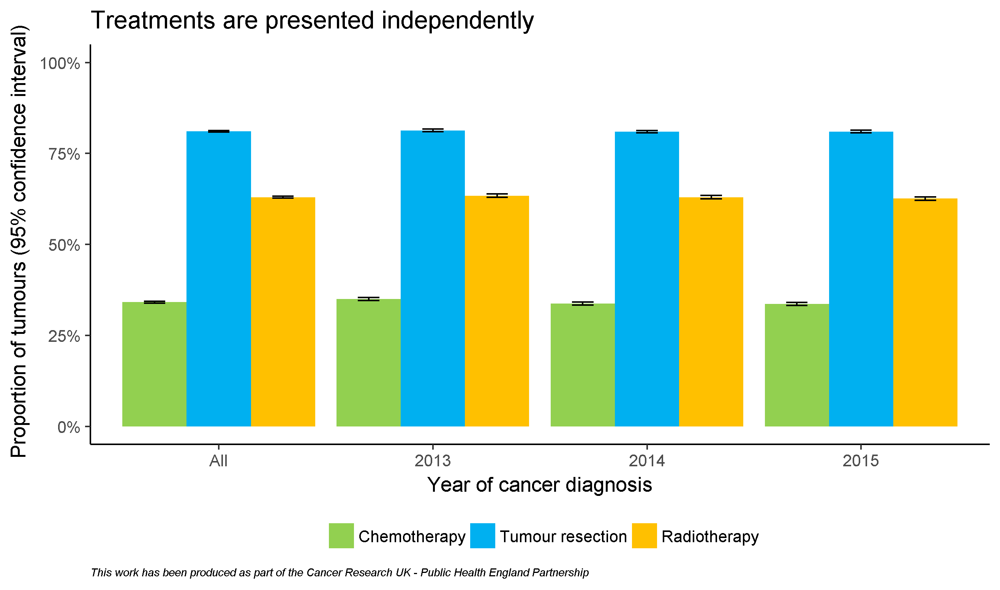 Treatments are presented independently
Proportion of tumours (95% confidence interval)
100%
75%
50%
25%
0%
All 2013 2014 2015
Year of cancer diagnosis
Chemotherapy Tumour resection Radiotherapy
This work has been produced as part of the Cancer Research UK - Public Health England Partnership